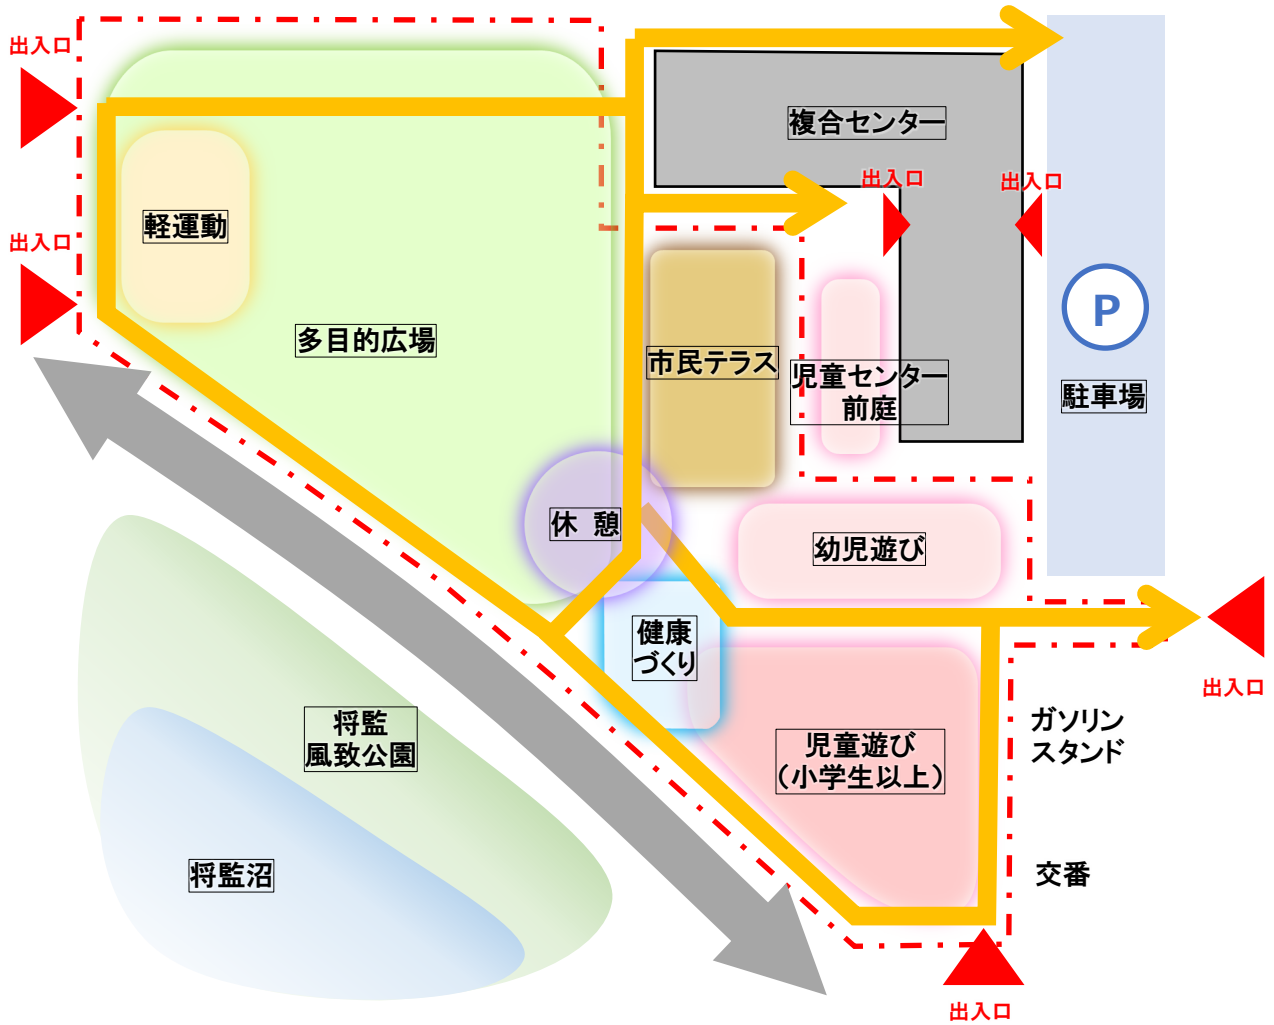 出入口
複合センター
出入口
出入口
軽運動
出入口
多目的広場
市民テラス
児童センター
前庭
P
駐車場
休 憩
幼児遊び
健康
づくり
出入口
将監
風致公園
ガソリン
スタンド
児童遊び
（小学生以上）
将監沼
交番
出入口